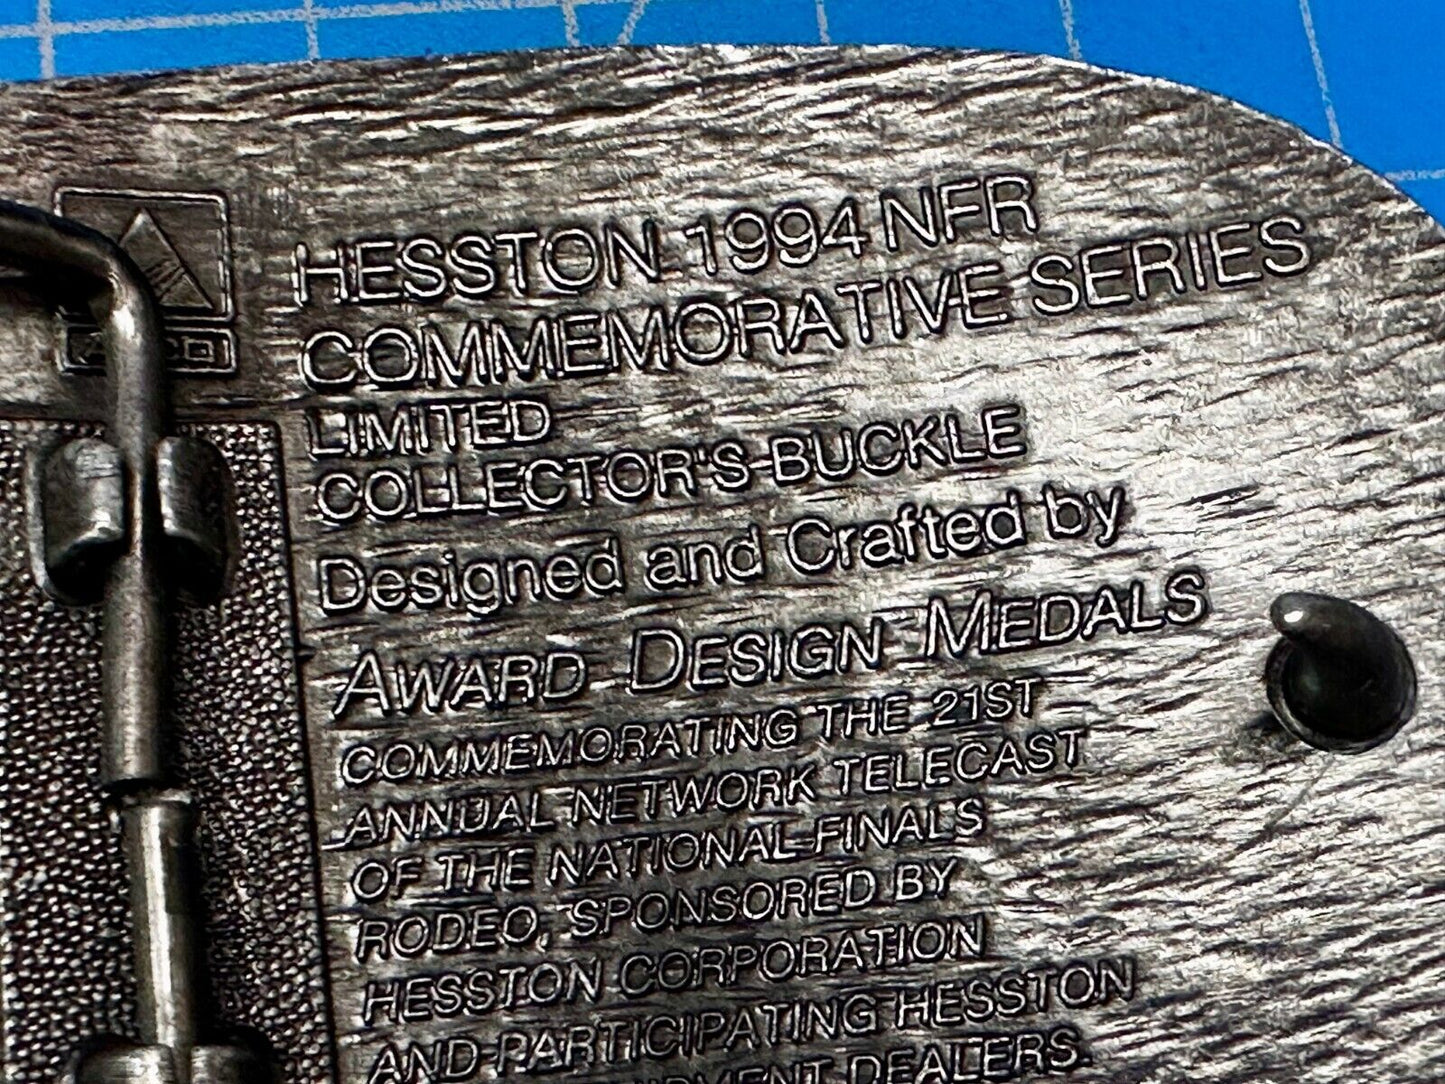 HESSTON 1994 NFR
COMMEMORATIVE SERIES
LIMITED
COLLECTOR'S BUCKLE
Designed and Crafted by
AWARD DESIGN MEDALS
COMMEMORATING THE 21ST
ANNUAL NETWORK TELECAST
OF THE NATIONAL FINALS
RODEO, SPONSORED BY
HESSTON CORPORATION
AND PARTICIPATING HESSTON
DEALERS.